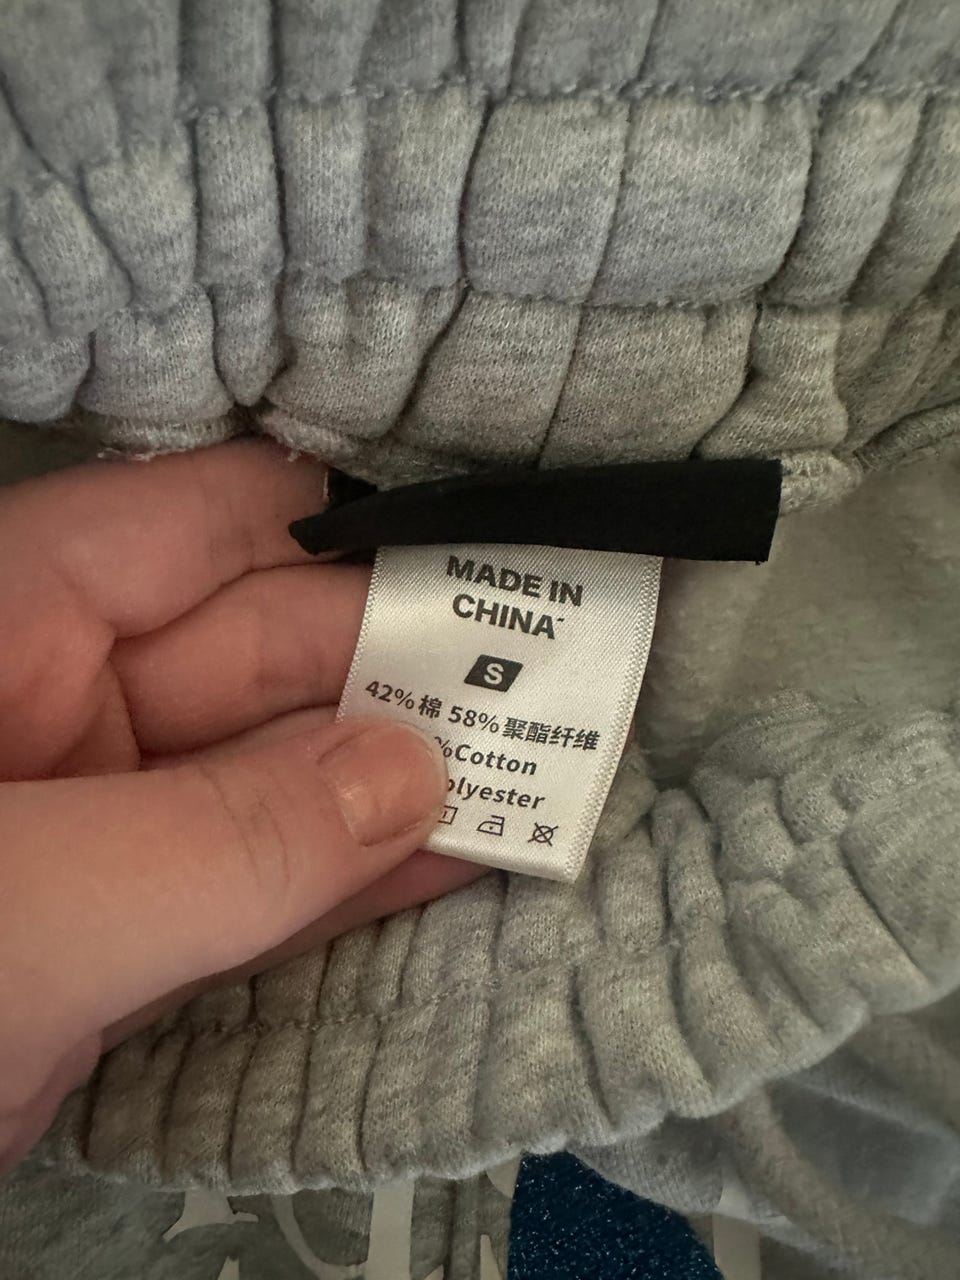 MADE IN
CHINA
S
42%棉 58%聚酯纤维
%Cotton
olyester